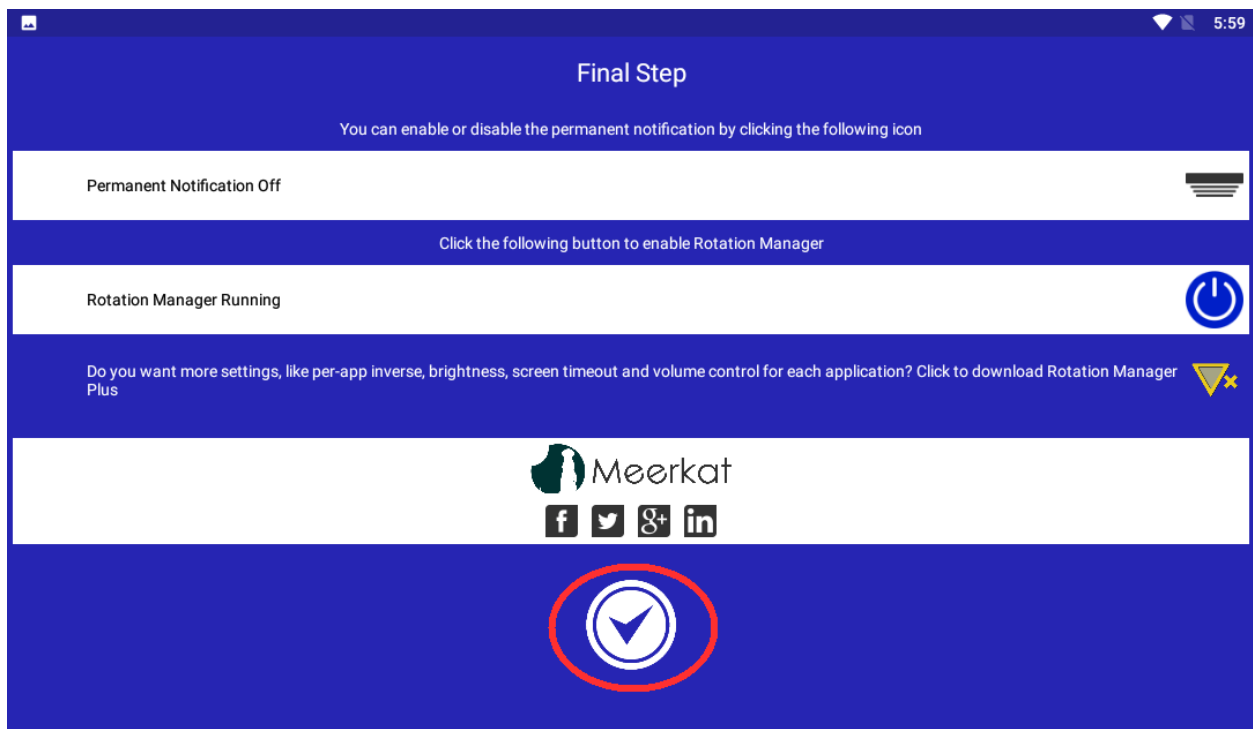 5:59
Final Step
You can enable or disable the permanent notification by clicking the following icon
Permanent Notification Off
Click the following button to enable Rotation Manager
Rotation Manager Running
Do you want more settings, like per-app inverse, brightness, screen timeout and volume control for each application? Click to download Rotation Manager
Plus
Meerkat
f g+ in